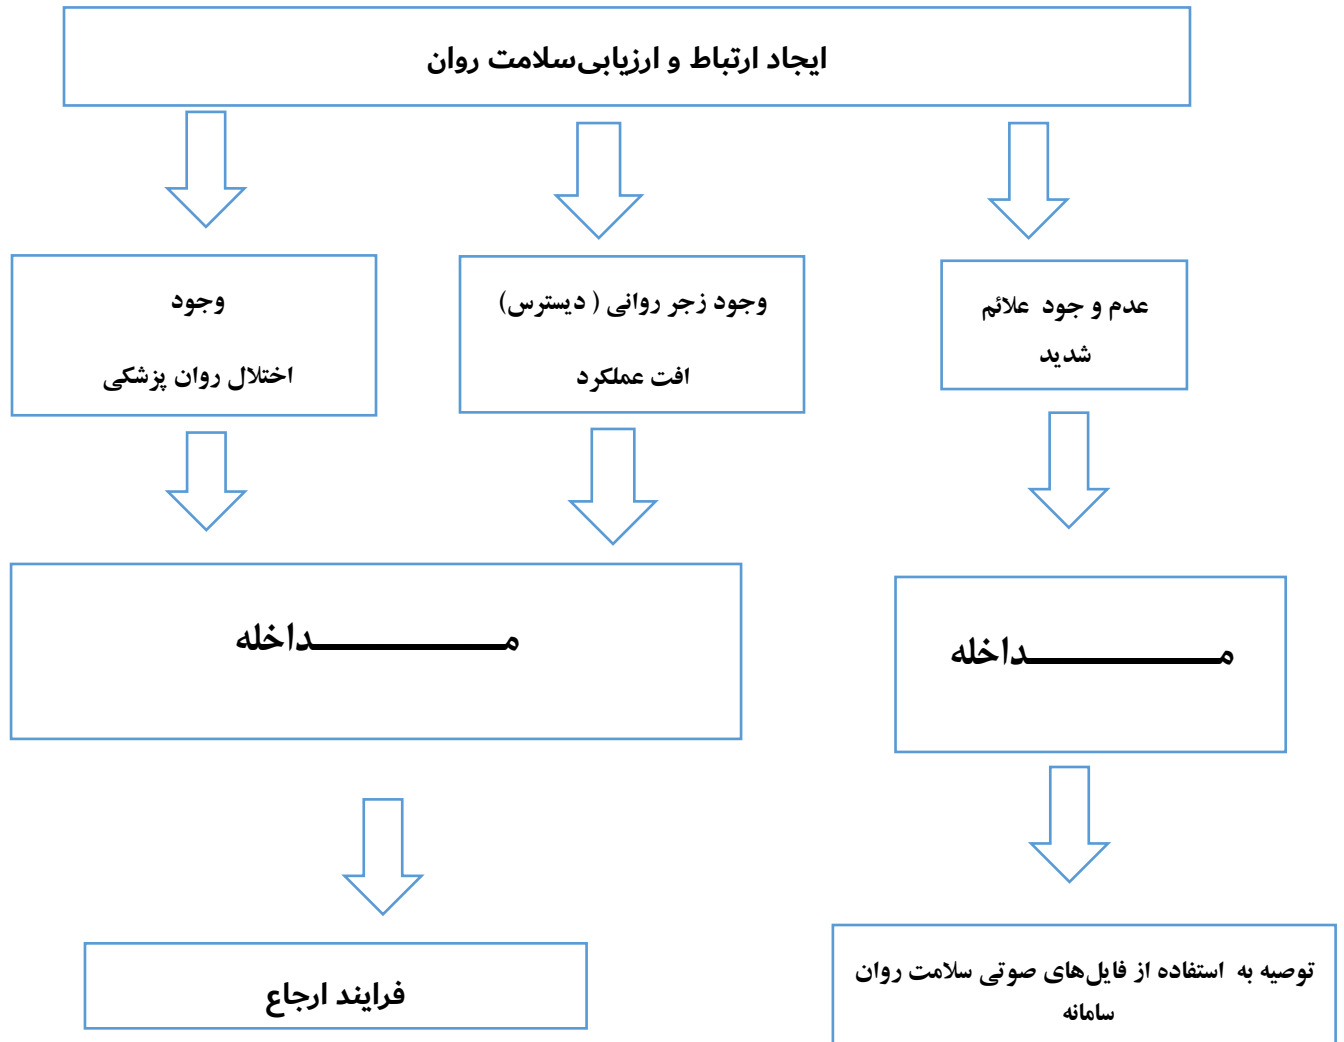 ایجاد ارتباط و ارزیابی‌سلامت روان
عدم و جود علائم
شدید
وجود زجر روانی ( دیسترس)
افت عملکرد
وجود
اختلال روان پزشکی
مـــــــــــــداخله
مـــــــــــــداخله
توصیه به استفاده از فایل‌های صوتی سلامت روان
سامانه
فرایند ارجاع